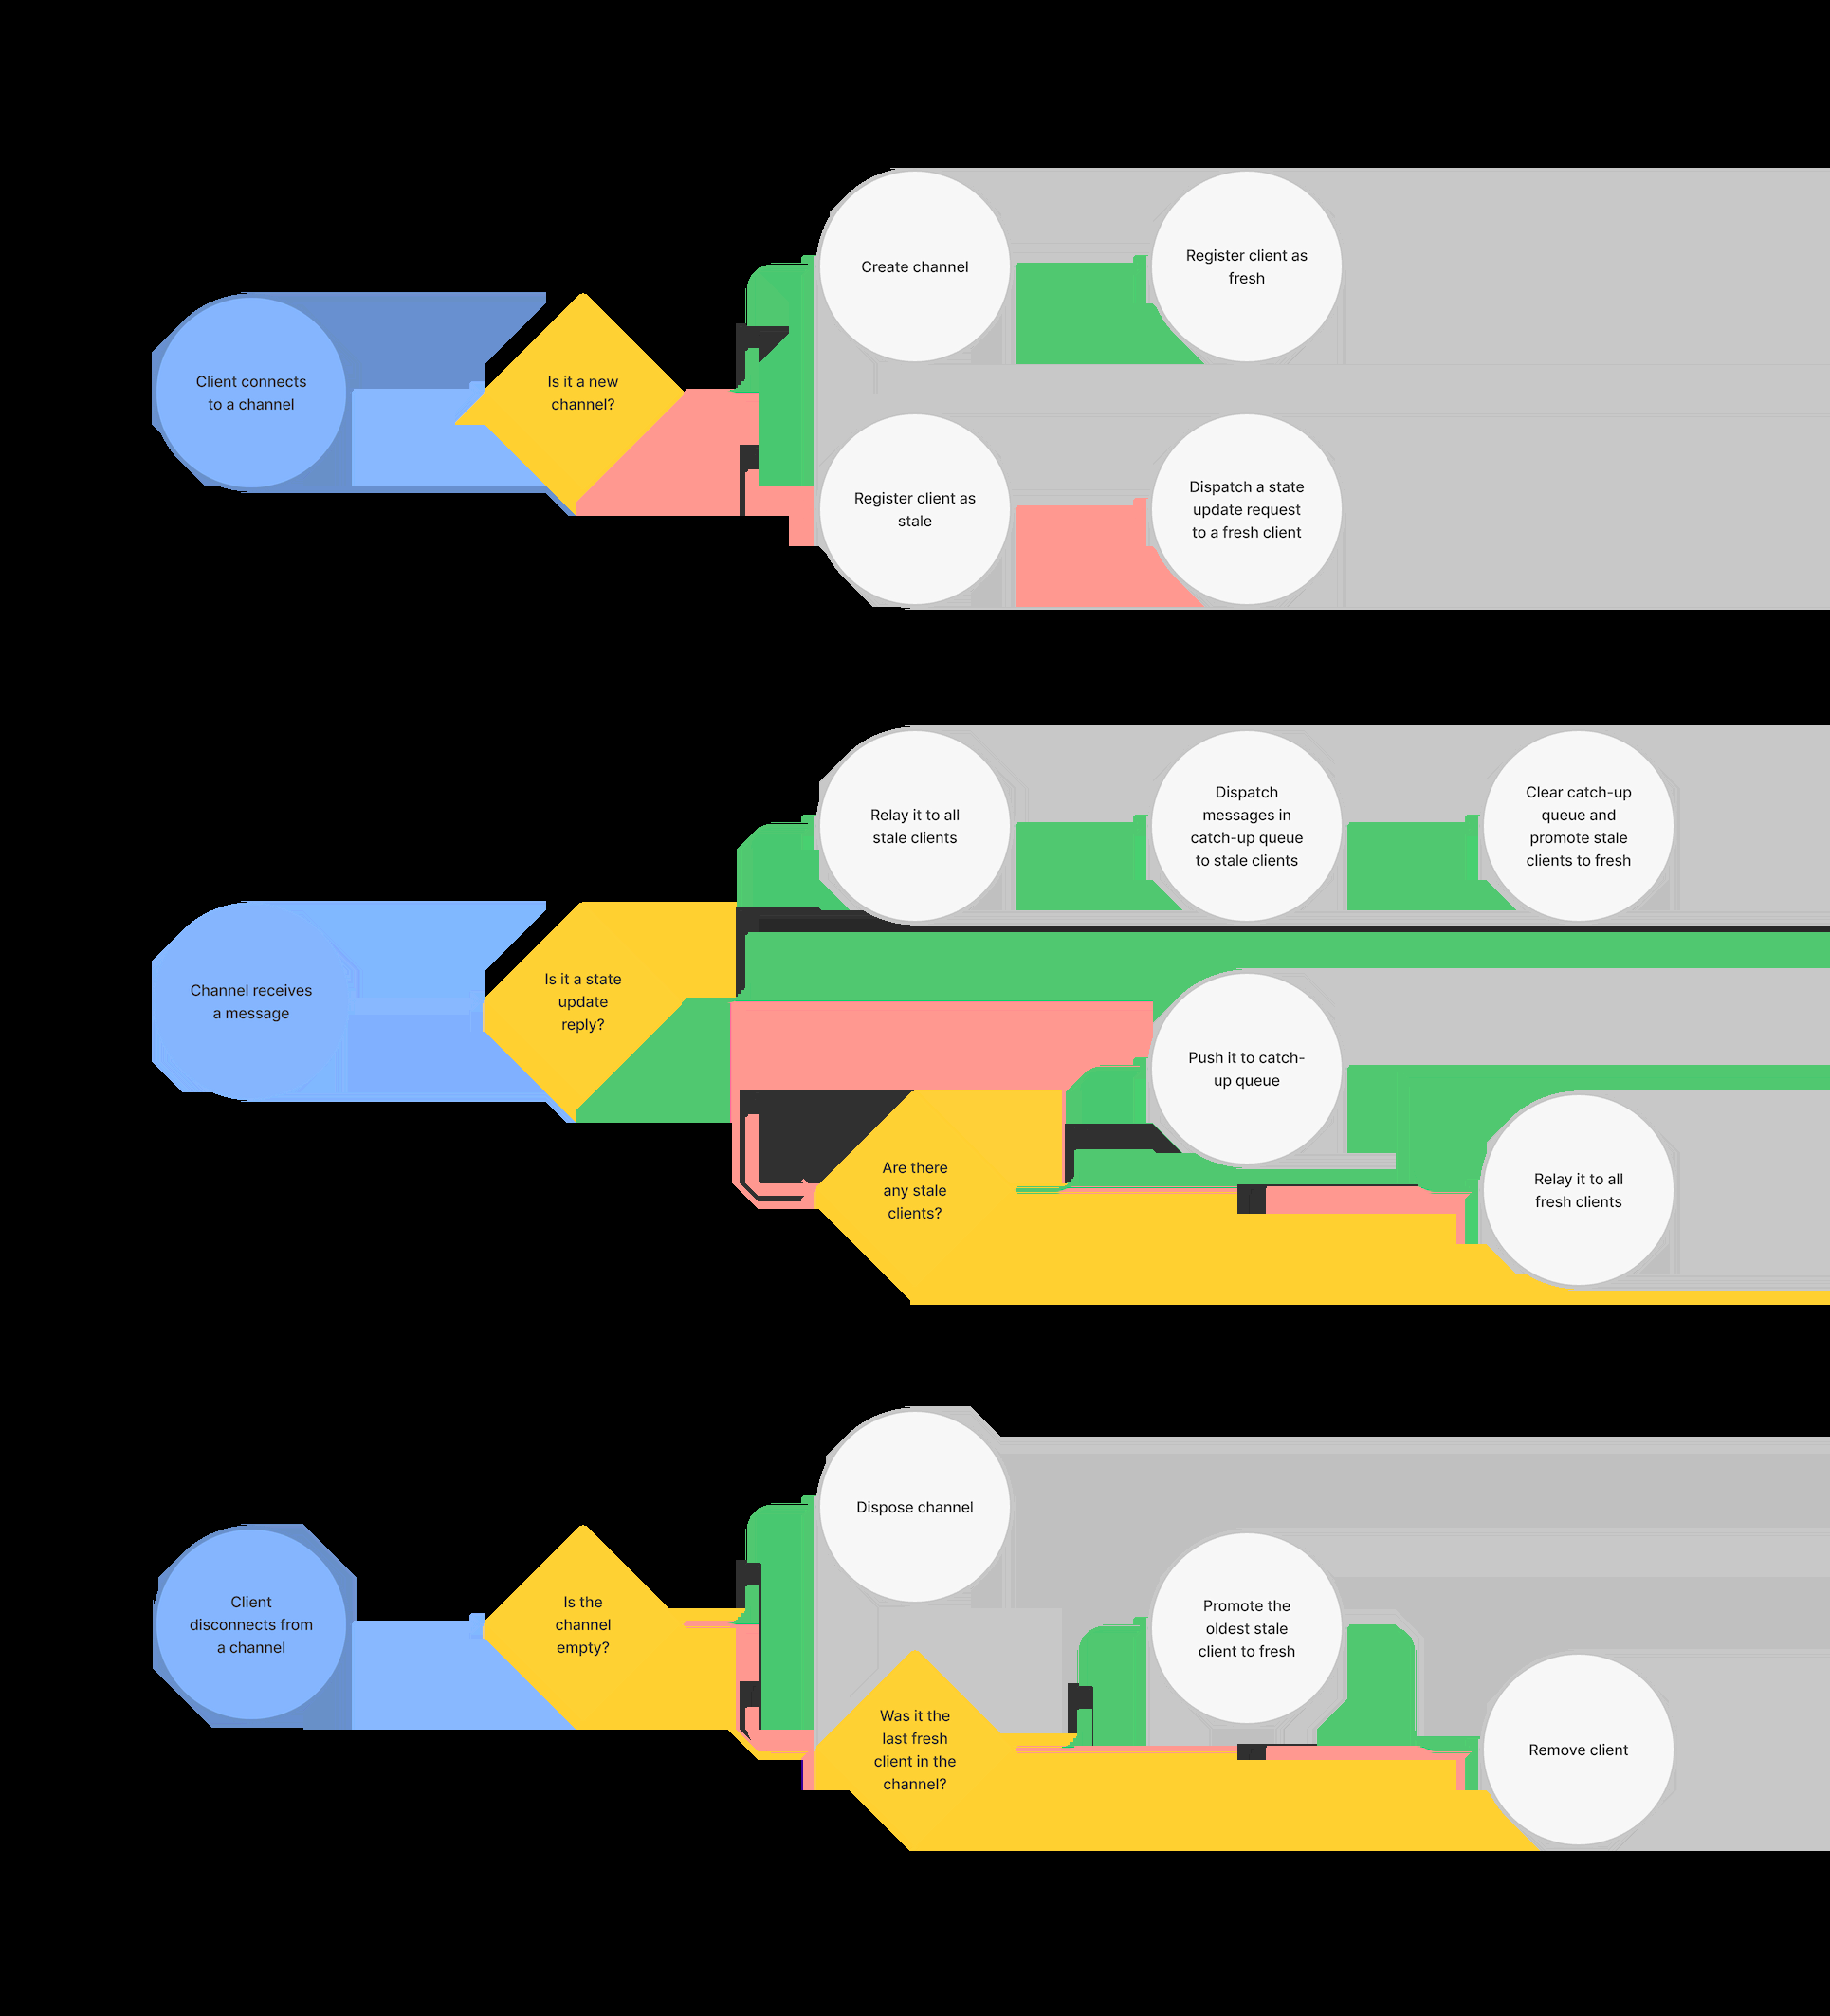 Client connects
to a channel
Is it a new
channel?
Create channel
Register client as
fresh
Register client as
stale
Dispatch a state
update request
to a fresh client
Channel receives
a message
Is it a state
update
reply?
Relay it to all
stale clients
Dispatch
messages in
catch-up queue
to stale clients
Clear catch-up
queue and
promote stale
clients to fresh
Are there
any stale
clients?
Push it to catch-
up queue
Relay it to all
fresh clients
Client
disconnects from
a channel
Is the
channel
empty?
Dispose channel
Was it the
last fresh
client in the
channel?
Promote the
oldest stale
client to fresh
Remove client